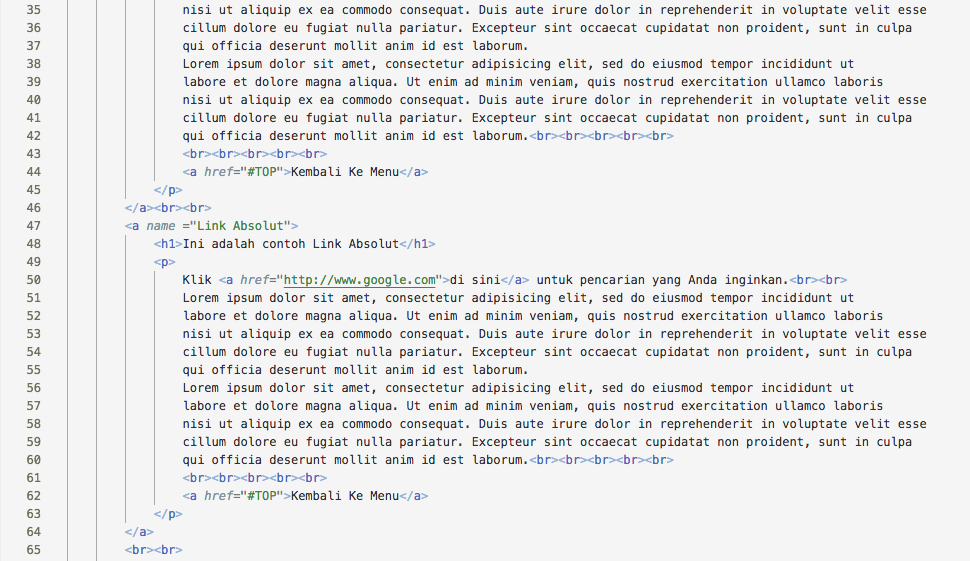 35 nisi ut aliquip ex ea commodo consequat. Duis aute irure dolor in reprehenderit in voluptate velit esse
36 cillum dolore eu fugiat nulla pariatur. Excepteur sint occaecat cupidatat non proident, sunt in culpa
37 qui officia deserunt mollit anim id est laborum.
38 Lorem ipsum dolor sit amet, consectetur adipisicing elit, sed do eiusmod tempor incididunt ut
39 labore et dolore magna aliqua. Ut enim ad minim veniam, quis nostrud exercitation ullamco laboris
40 nisi ut aliquip ex ea commodo consequat. Duis aute irure dolor in reprehenderit in voluptate velit esse
41 cillum dolore eu fugiat nulla pariatur. Excepteur sint occaecat cupidatat non proident, sunt in culpa
42 qui officia deserunt mollit anim id est laborum.<br><br><br><br><br>
43 <br><br><br><br><br>
44 <a href="#TOP">Kembali Ke Menu</a>
45 </p>
46 </a><br><br>
47 <a name ="Link Absolut">
48 <h1>Ini adalah contoh Link Absolut</h1>
49 <p>
50 Klik <a href="http://www.google.com">di sini</a> untuk pencarian yang Anda inginkan.<br><br>
51 Lorem ipsum dolor sit amet, consectetur adipisicing elit, sed do eiusmod tempor incididunt ut
52 labore et dolore magna aliqua. Ut enim ad minim veniam, quis nostrud exercitation ullamco laboris
53 nisi ut aliquip ex ea commodo consequat. Duis aute irure dolor in reprehenderit in voluptate velit esse
54 cillum dolore eu fugiat nulla pariatur. Excepteur sint occaecat cupidatat non proident, sunt in culpa
55 qui officia deserunt mollit anim id est laborum.
56 Lorem ipsum dolor sit amet, consectetur adipisicing elit, sed do eiusmod tempor incididunt ut
57 labore et dolore magna aliqua. Ut enim ad minim veniam, quis nostrud exercitation ullamco laboris
58 nisi ut aliquip ex ea commodo consequat. Duis aute irure dolor in reprehenderit in voluptate velit esse
59 cillum dolore eu fugiat nulla pariatur. Excepteur sint occaecat cupidatat non proident, sunt in culpa
60 qui officia deserunt mollit anim id est laborum.<br><br><br><br><br>
61 <br><br><br><br><br>
62 <a href="#TOP">Kembali Ke Menu</a>
63 </p>
64 </a>
65 <br><br>